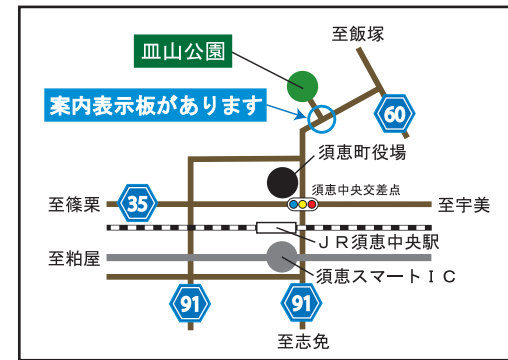 至飯塚
皿山公園
案内表示板があります
60
須恵町役場
須恵中央交差点
至篠栗
35
至宇美
JR須恵中央駅
至粕屋
須恵スマートIC
91
91
至志免